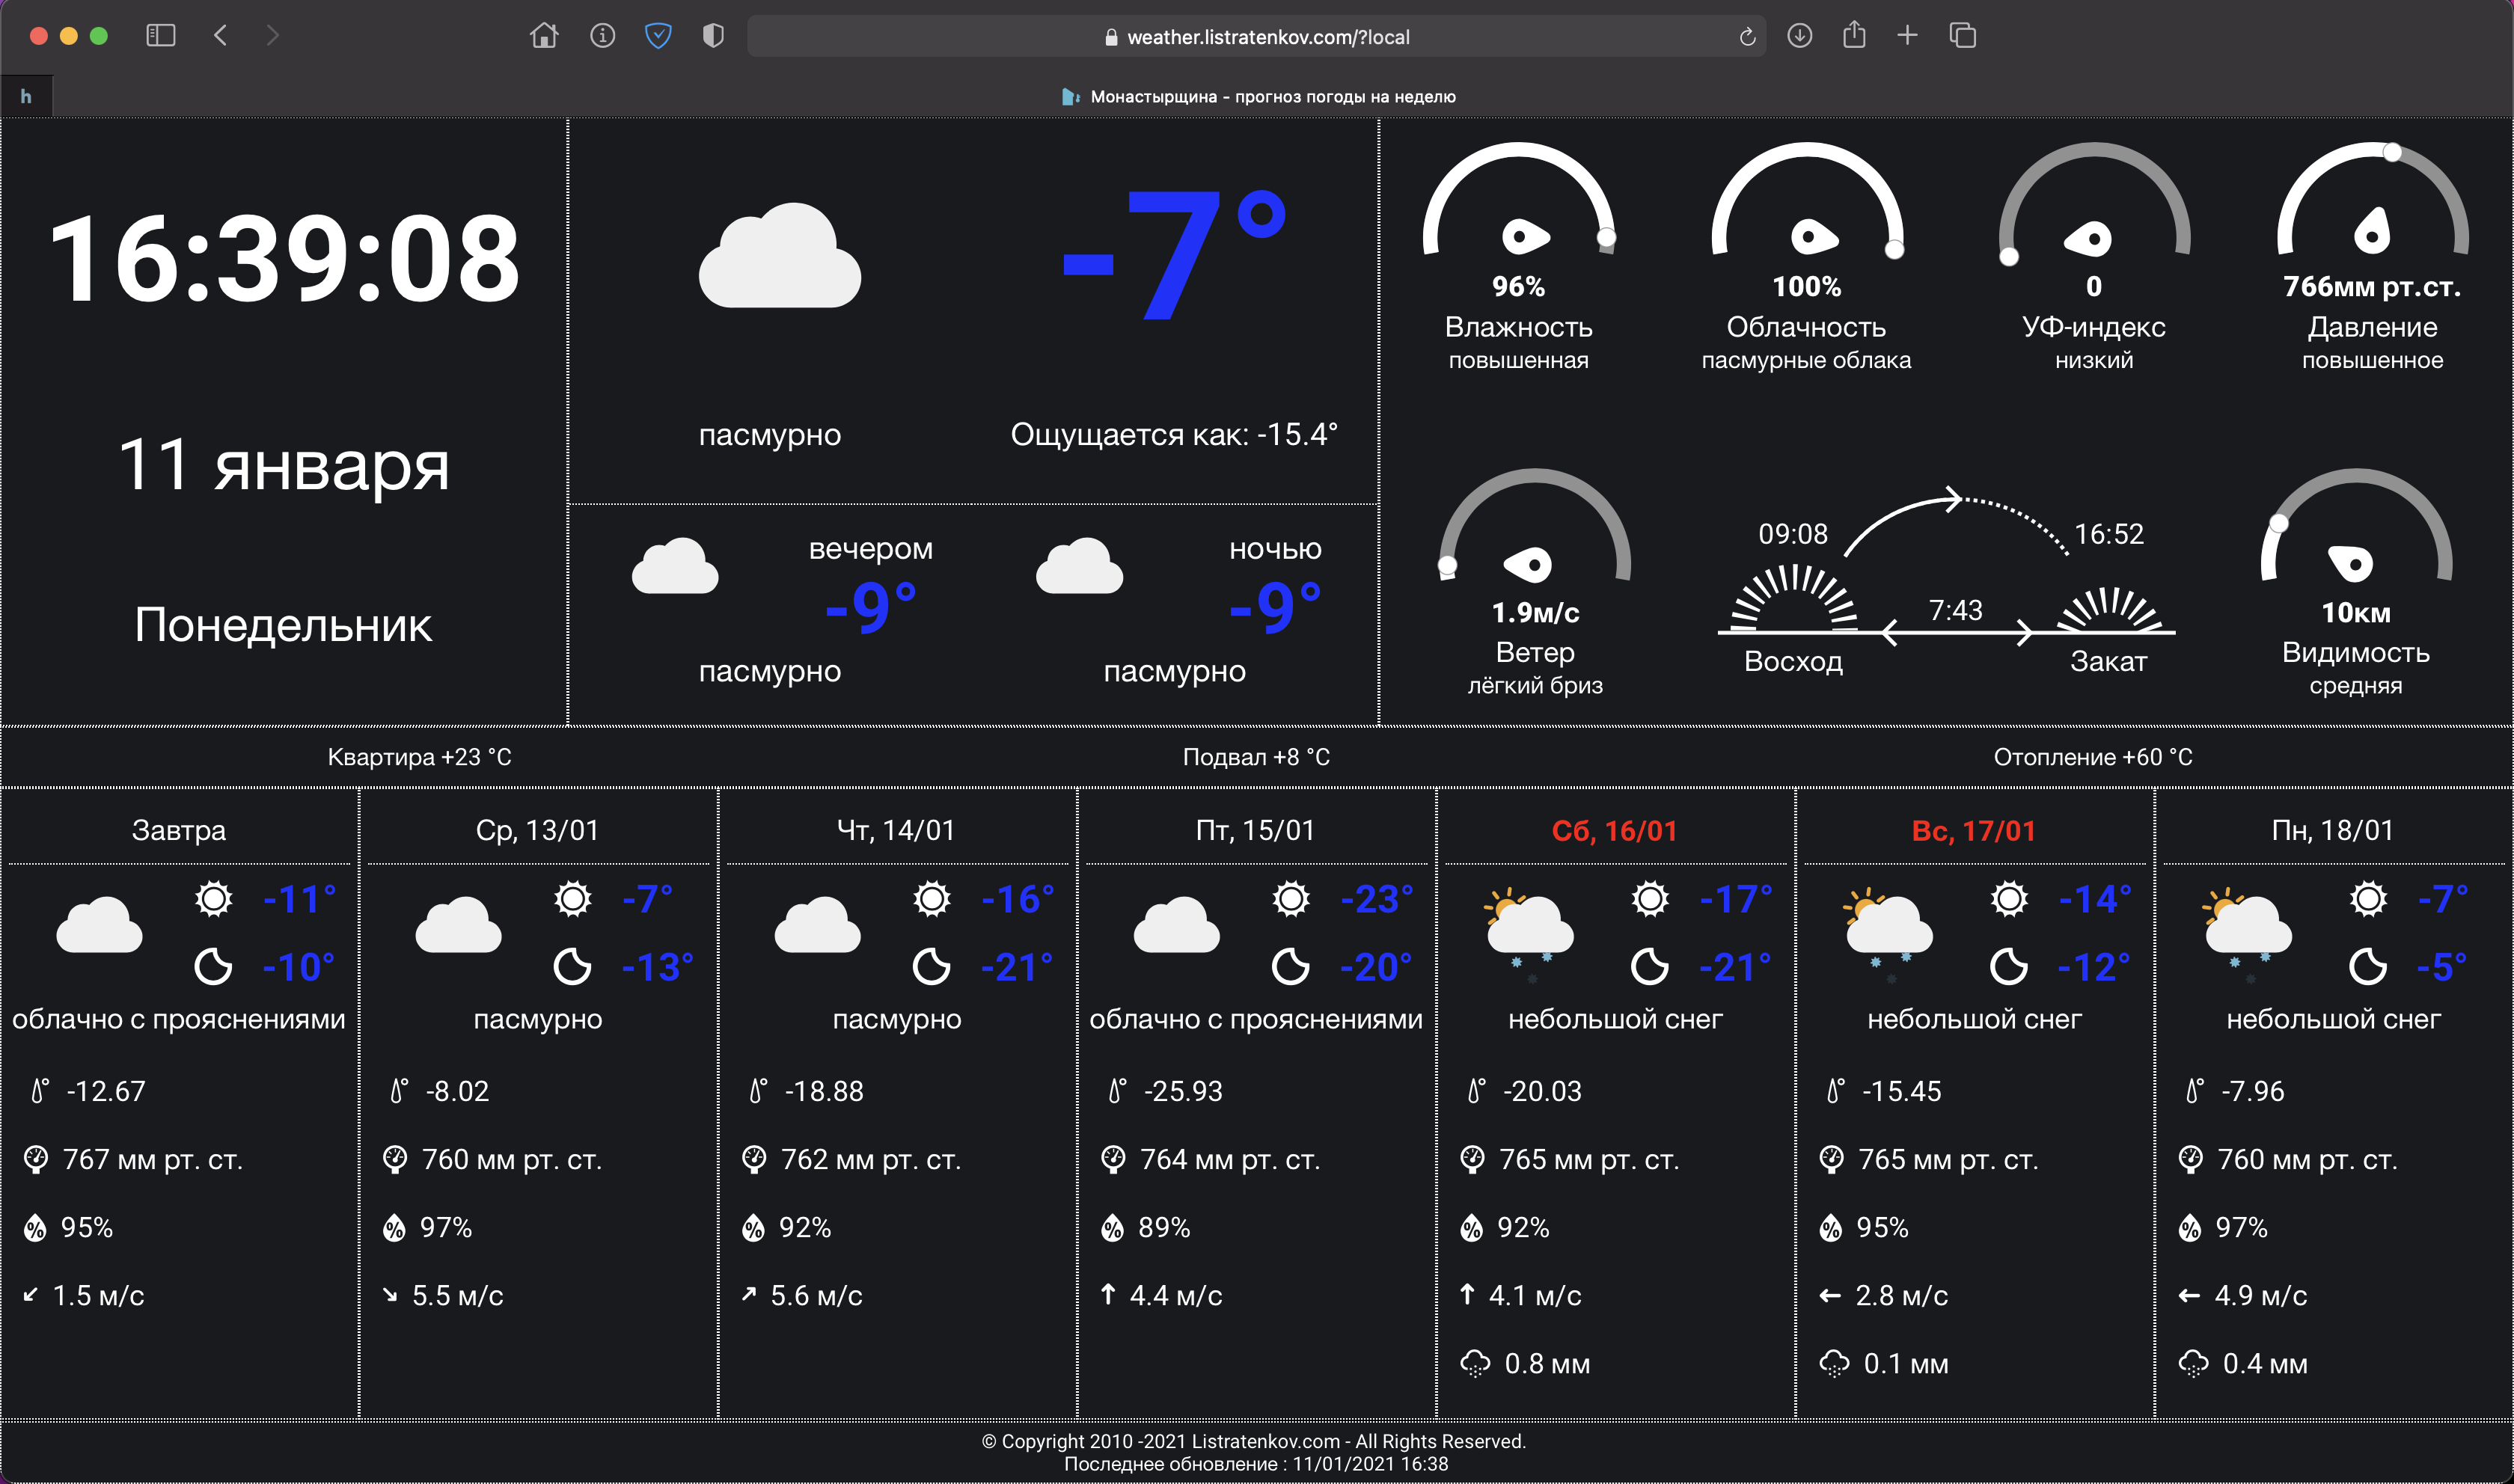 weather.listratenkov.com/?local
h
Монастырщина - прогноз погоды на неделю
16:39:08
11 января
Понедельник
-7°
пасмурно
Ощущается как: -15.4°
вечером
-9°
пасмурно
ночью
-9°
пасмурно
96%
Влажность
повышенная
100%
Облачность
пасмурные облака
0
УФ-индекс
низкий
766мм рт.ст.
Давление
повышенное
1.9м/с
Ветер
лёгкий бриз
09:08
16:52
7:43
Восход
Закат
10км
Видимость
средняя
Квартира +23 °C
Подвал +8 °C
Отопление +60 °C
Завтра
-11°
-10°
облачно с прояснениями
-12.67
767 мм рт. ст.
% 95%
1.5 м/с
Ср, 13/01
-7°
-13°
пасмурно
-8.02
760 мм рт. ст.
% 97%
5.5 м/с
Чт, 14/01
-16°
-21°
пасмурно
-18.88
762 мм рт. ст.
% 92%
5.6 м/с
Пт, 15/01
-23°
-20°
облачно с прояснениями
-25.93
764 мм рт. ст.
% 89%
4.4 м/с
Сб, 16/01
-17°
-21°
небольшой снег
-20.03
765 мм рт. ст.
% 92%
4.1 м/с
0.8 мм
Вс, 17/01
-14°
-12°
небольшой снег
-15.45
765 мм рт. ст.
% 95%
2.8 м/с
0.1 мм
Пн, 18/01
-7°
-5°
небольшой снег
-7.96
760 мм рт. ст.
% 97%
4.9 м/с
0.4 мм
© Copyright 2010 -2021 Listratenkov.com - All Rights Reserved.
Последнее обновление : 11/01/2021 16:38